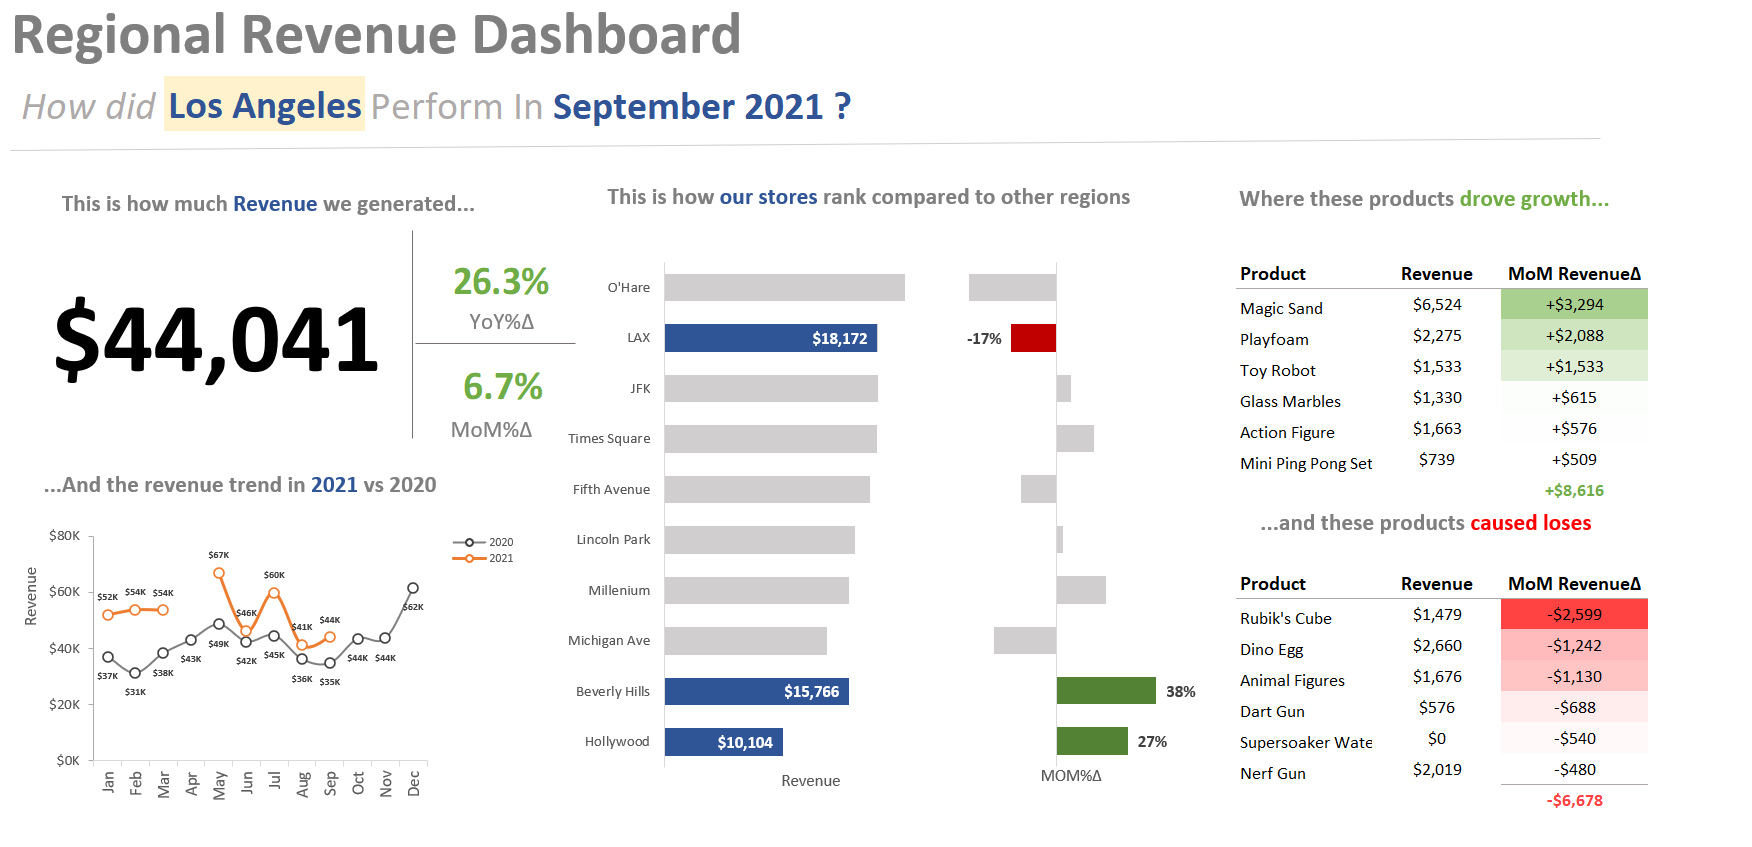 Regional Revenue Dashboard
How did Los Angeles Perform In September 2021 ?
This is how much Revenue we generated...
$44,041
26.3%
YoY%Δ
6.7%
MoM%Δ
...And the revenue trend in 2021 vs 2020
Revenue
$80K
$60K
$40K
$20K
$0K
2020
2021
$52K $54K $54K $67K $46K $60K $41K $44K
$37K $31K $38K $43K $49K $42K $45K $36K $35K $44K $44K $62K
Jan Feb Mar Apr May Jun Jul Aug Sep Oct Nov Dec
This is how our stores rank compared to other regions
O'Hare
LAX $18,172 -17%
JFK
Times Square
Fifth Avenue
Lincoln Park
Millenium
Michigan Ave
Beverly Hills $15,766 38%
Hollywood $10,104 27%
Revenue MOM%Δ
Where these products drove growth...
Product Revenue MoM RevenueΔ
Magic Sand $6,524 +$3,294
Playfoam $2,275 +$2,088
Toy Robot $1,533 +$1,533
Glass Marbles $1,330 +$615
Action Figure $1,663 +$576
Mini Ping Pong Set $739 +$509
+$8,616
...and these products caused loses
Product Revenue MoM RevenueΔ
Rubik's Cube $1,479 -$2,599
Dino Egg $2,660 -$1,242
Animal Figures $1,676 -$1,130
Dart Gun $576 -$688
Supersoaker Wate $0 -$540
Nerf Gun $2,019 -$480
-$6,678